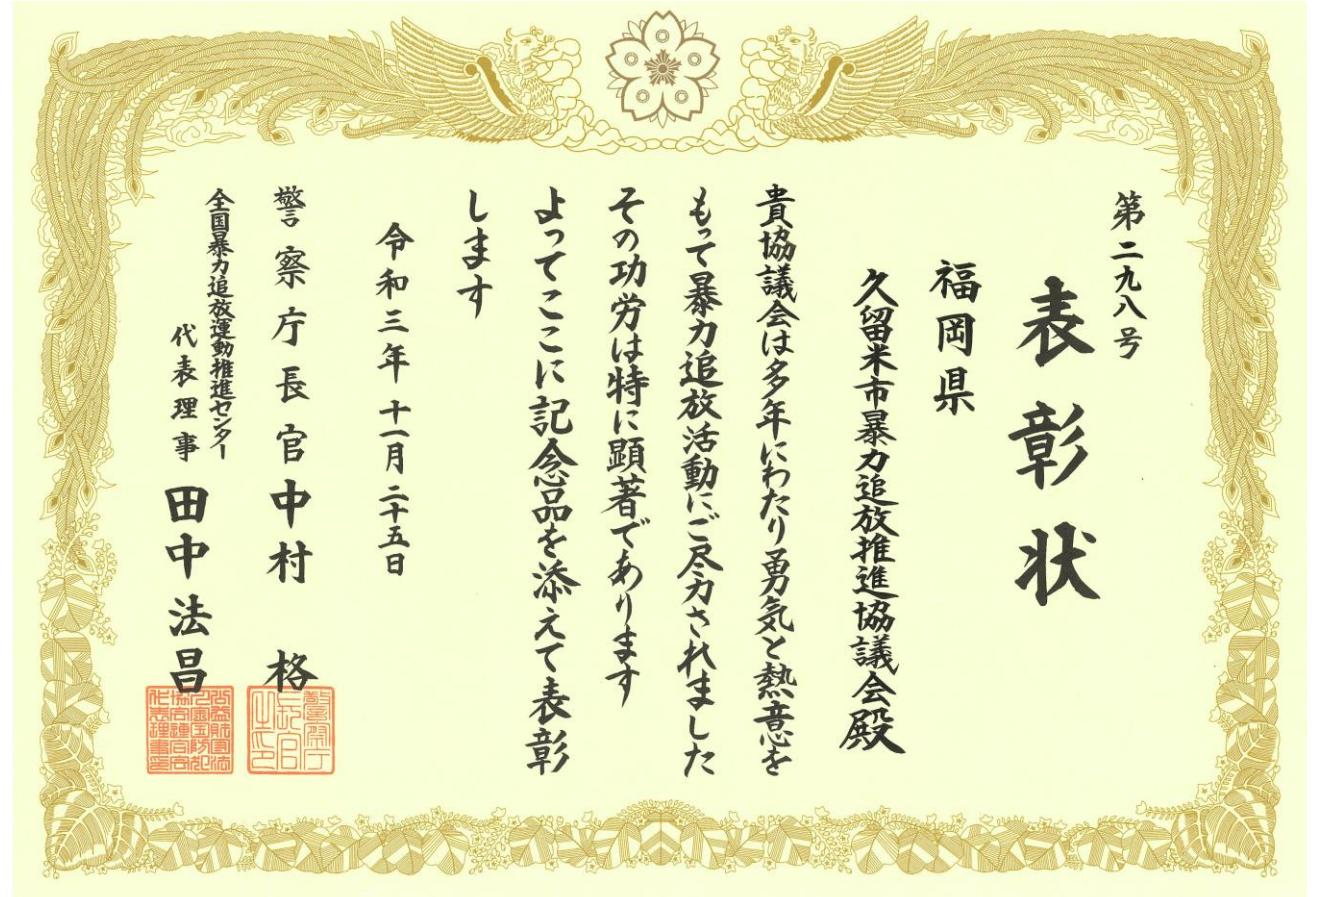 第二九八号
表彰状
福岡県
久留米市暴力追放推進協議会殿
貴協議会は多年にわたり勇気と熱意を
もって暴力追放活動にご尽力されました
その功労は特に顕著であります
よってここに記念品を添えて表彰
します
令和三年十一月二十五日
警察庁長官中村格
全国暴力追放運動推進センター
代表理事田中法昌
警察庁
長官
之印